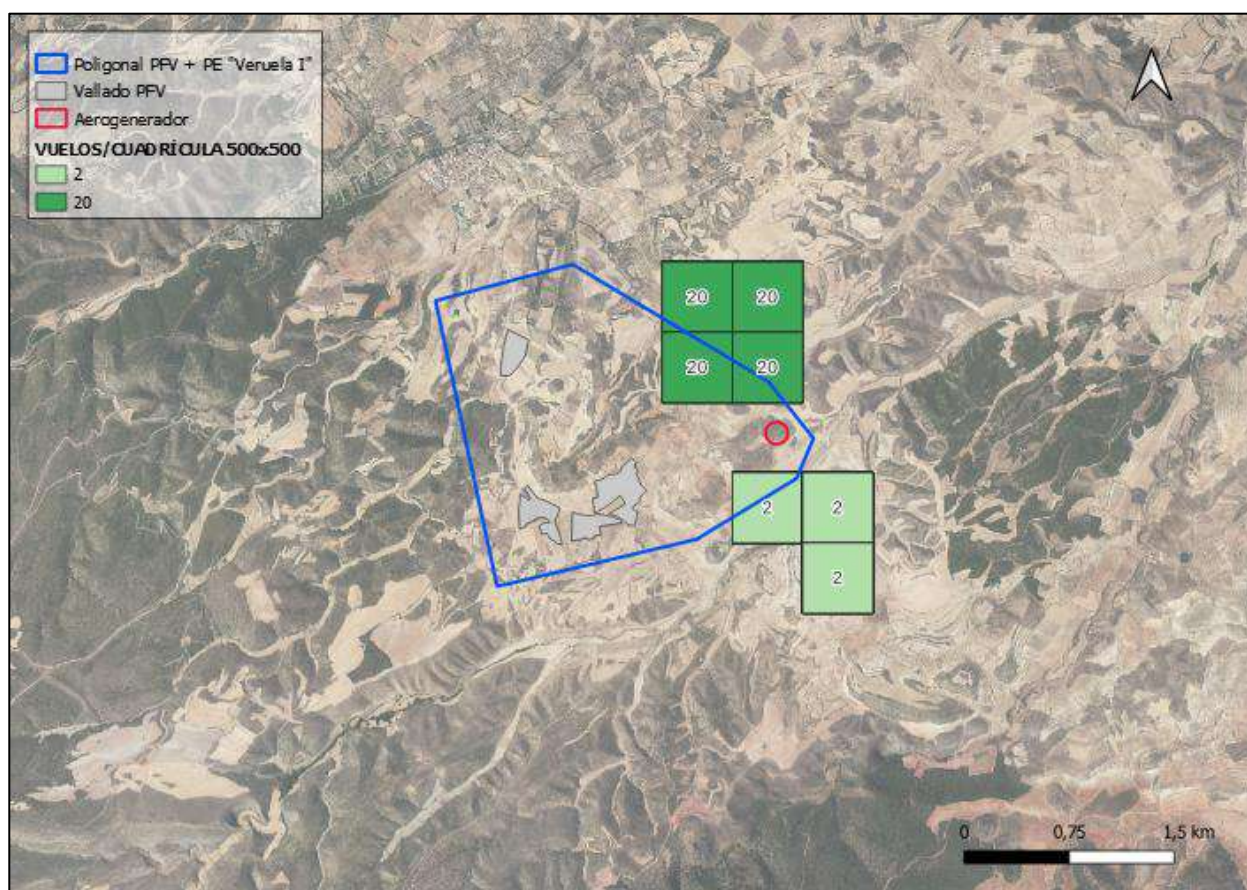 Poligonal PFV + PE "Veruela I"
Vallado PFV
Aerogenerador
VUELOS/CUADRÍCULA 500x500
2
20
20 20
20 20
2 2
2
0 0,75 1,5 km